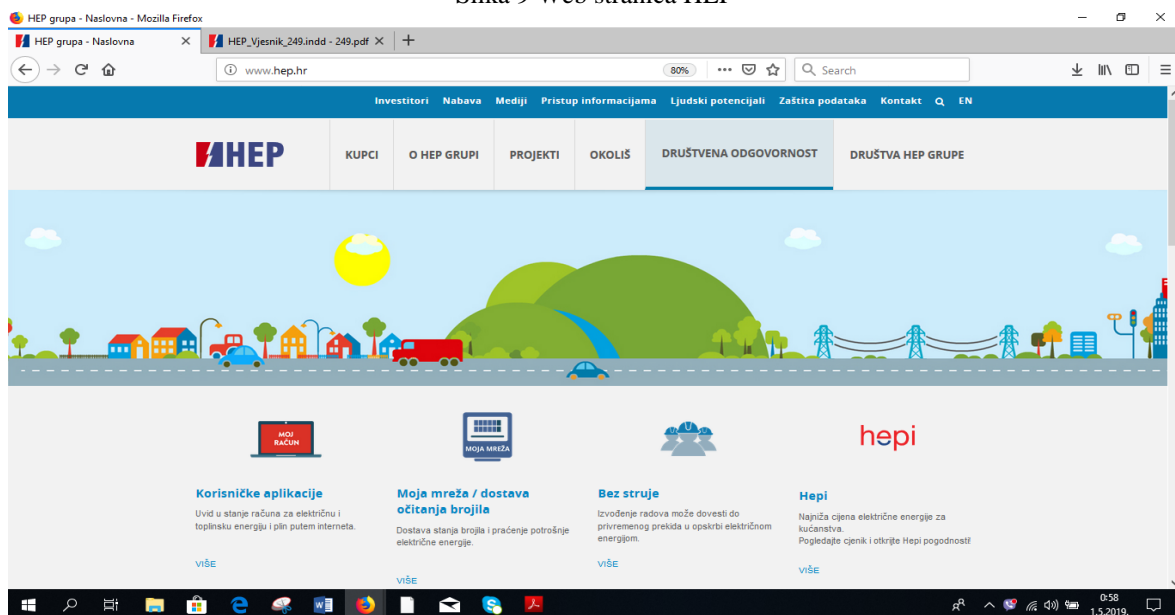 Slika 9 Web stranica HEP
HEP grupa - Naslovna - Mozilla Firefox
HEP grupa - Naslovna
HEP_Vjesnik_249.indd - 249.pdf
www.hep.hr
80%
Search
Investitori Nabava Mediji Pristup informacijama Ljudski potencijali Zaštita podataka Kontakt EN
HEP
KUPCI O HEP GRUPI PROJEKTI OKOLIŠ DRUŠTVENA ODGOVORNOST DRUŠTVA HEP GRUPE
MOJ
RAČUN
MOJA MREŽA
hepi
Korisničke aplikacije
Uvid u stanje računa za električnu i
toplinsku energiju i plin putem interneta.
VIŠE
Moja mreža / dostava
očitanja brojila
Dostava stanja brojila i praćenje potrošnje
električne energije.
VIŠE
Bez struje
Izvođenje radova može dovesti do
privremenog prekida u opskrbi električnom
energijom.
VIŠE
Hepi
Najniža cijena električne energije za
kućanstva.
Pogledajte cjenik i otkrijte Hepi pogodnosti!
VIŠE
0:58
1.5.2019.